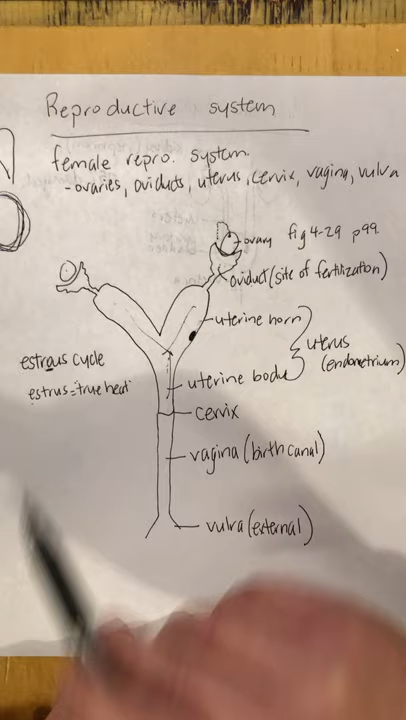 Reproductive system
female repro. system.
-ovaries, oviducts, uterus, cervix, vagina, vulva
ovary fig 4-29 p99
oviduct (site of fertilization)
uterine horn
uterus
(endometrium)
estrous cycle
estrus = true heat
uterine body
cervix
vagina (birth canal)
vulva (external)